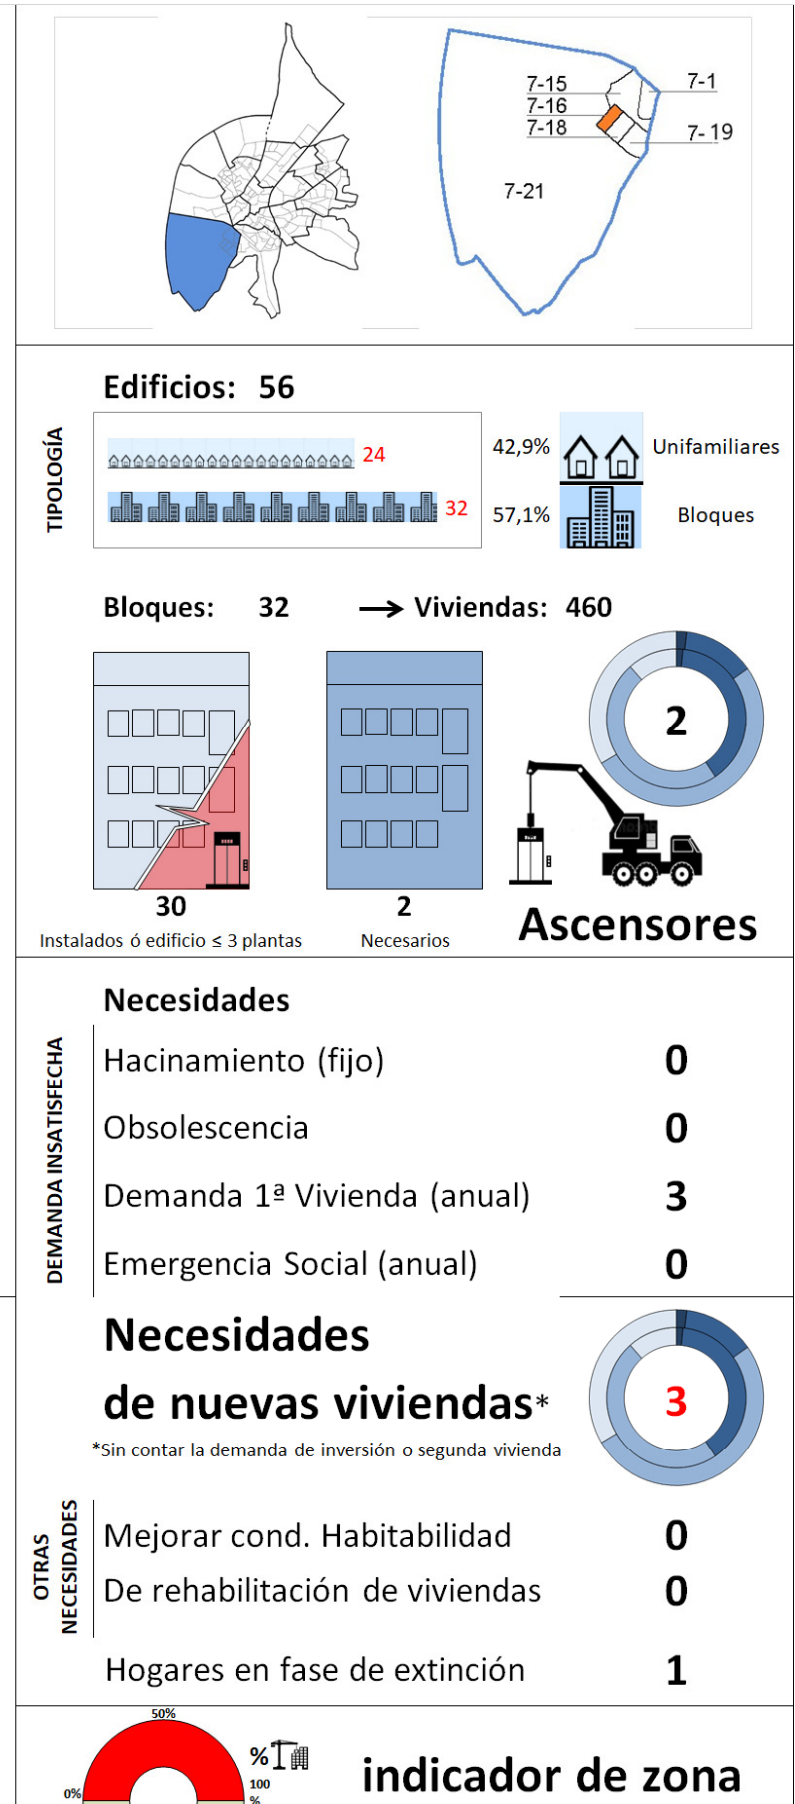 7-15
7-1
7-16
7-18
7- 19
7-21
Edificios: 56
TIPOLOGÍA
24
42,9%
Unifamiliares
32
57,1%
Bloques
Bloques: 32 → Viviendas: 460
2
30
2
Instalados ó edificio ≤ 3 plantas
Necesarios
Ascensores
Necesidades
DEMANDA INSATISFECHA
Hacinamiento (fijo) 0
Obsolescencia 0
Demanda 1ª Vivienda (anual) 3
Emergencia Social (anual) 0
Necesidades
de nuevas viviendas*
3
*Sin contar la demanda de inversión o segunda vivienda
OTRAS
NECESIDADES
Mejorar cond. Habitabilidad 0
De rehabilitación de viviendas 0
Hogares en fase de extinción 1
50%
%
indicador de zona
0%
100
%